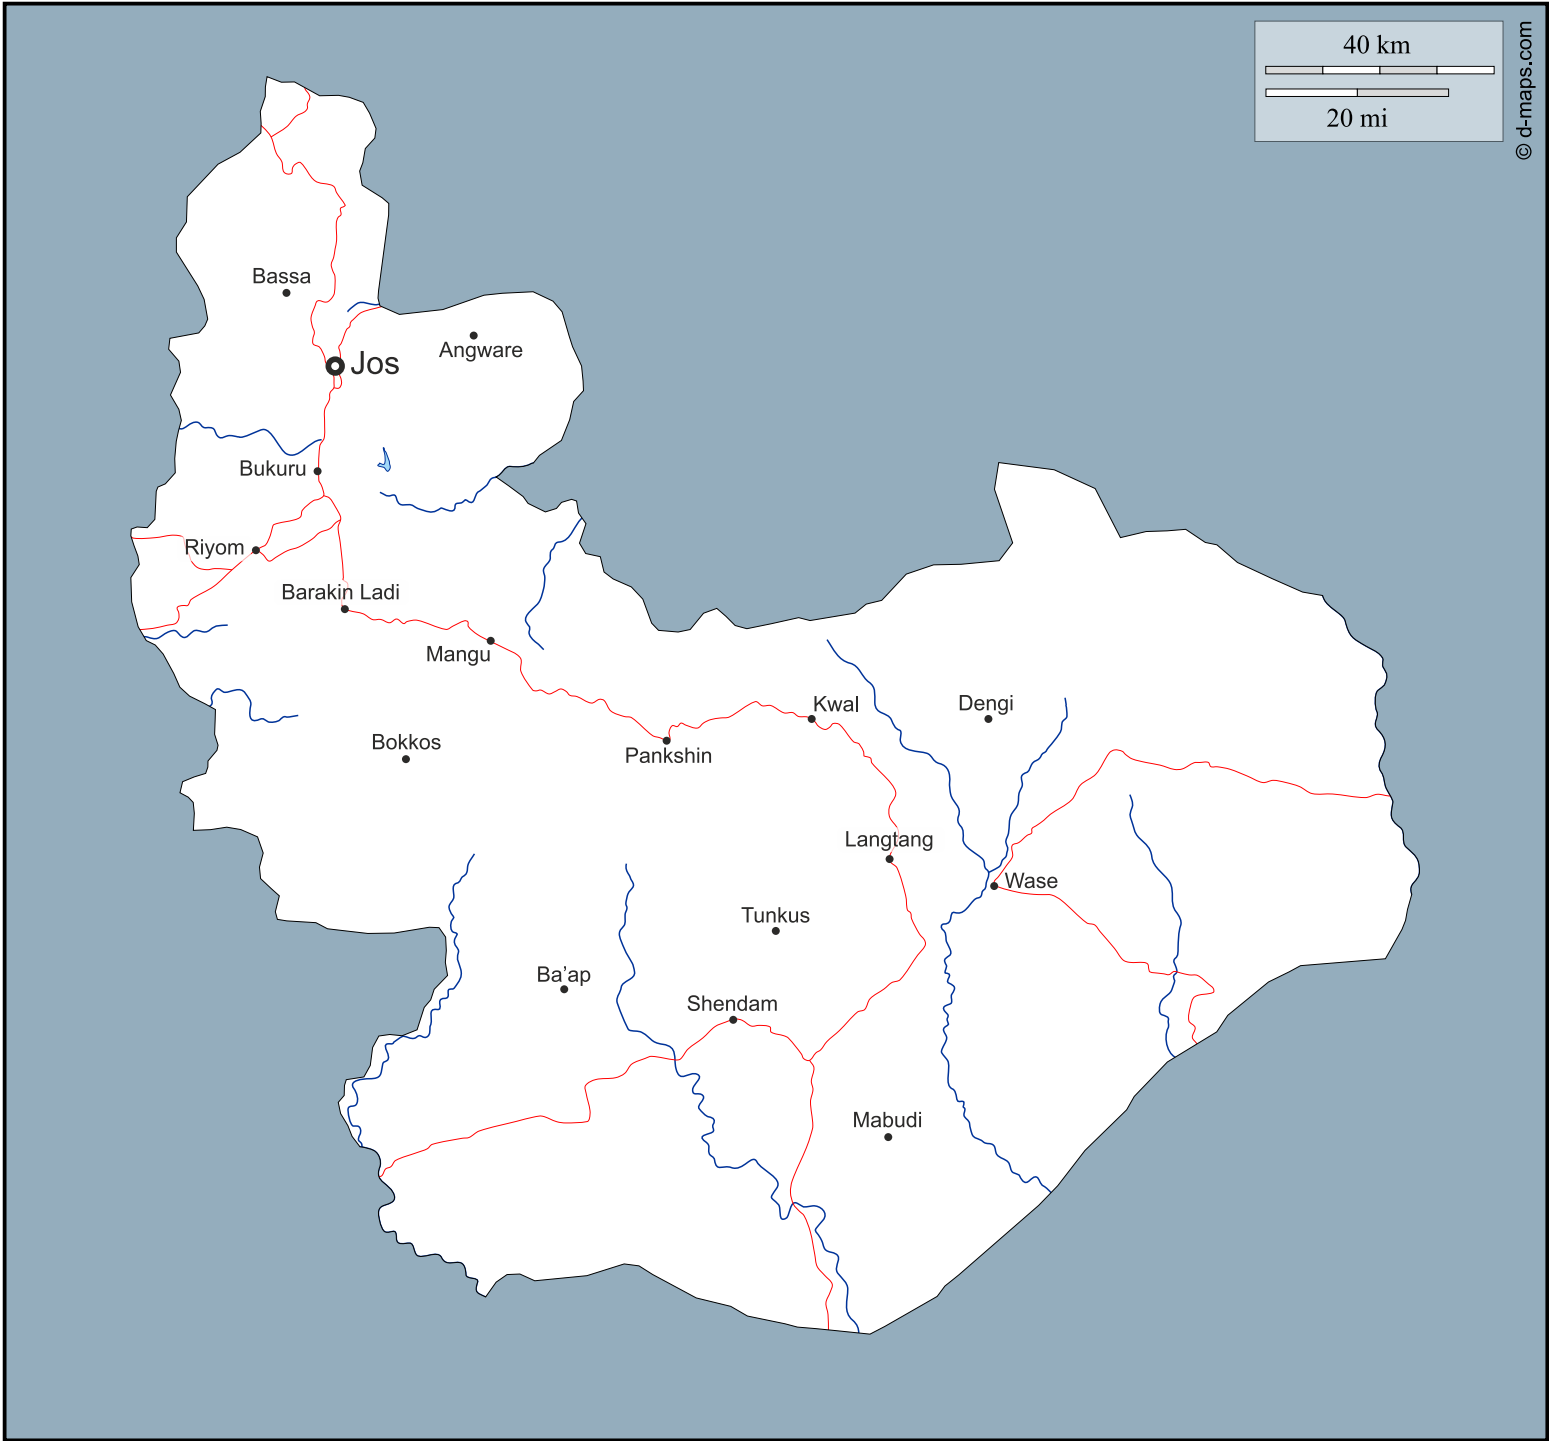 40 km
20 mi
© d-maps.com
Bassa
Angware
Jos
Bukuru
Riyom
Barakin Ladi
Mangu
Kwal
Dengi
Bokkos
Pankshin
Langtang
Wase
Tunkus
Ba'ap
Shendam
Mabudi